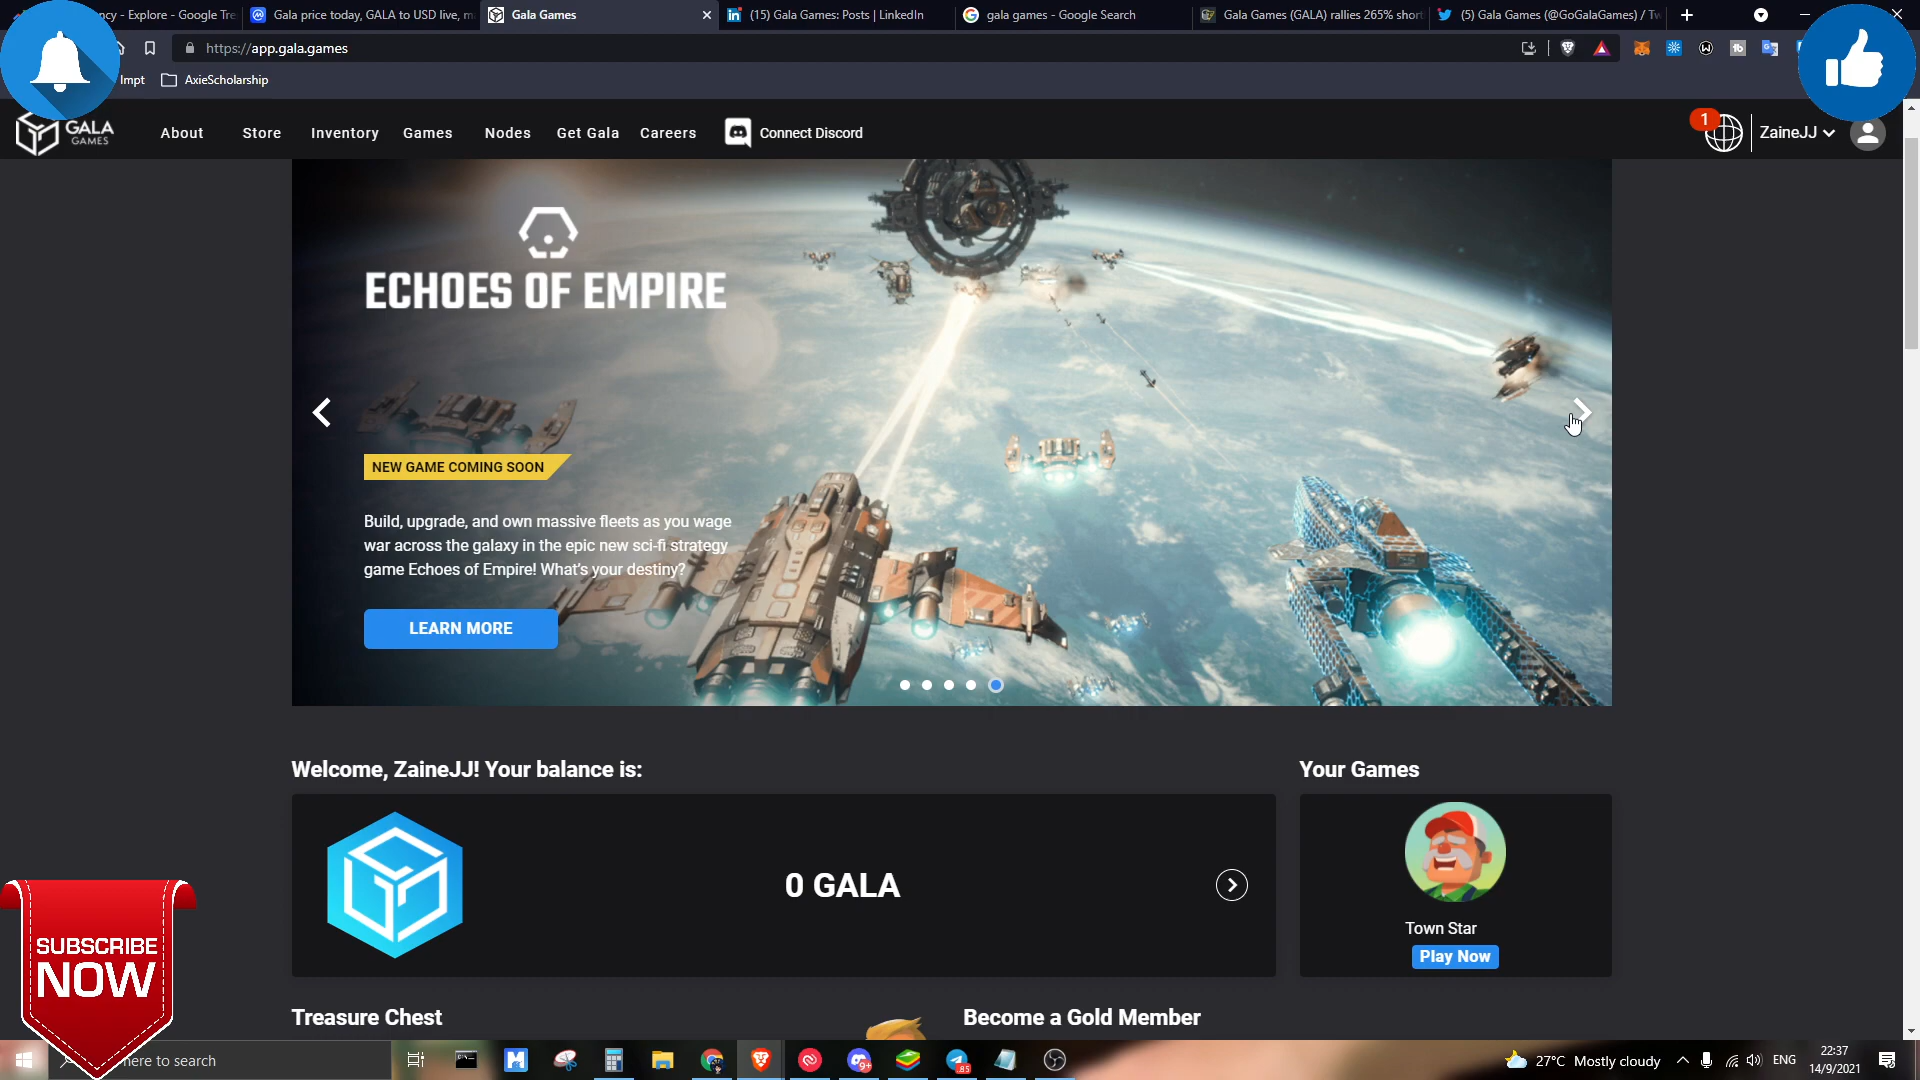 ncy - Explore - Google Tre
Gala price today, GALA to USD live, m
Gala Games
(15) Gala Games: Posts | LinkedIn
gala games - Google Search
Gala Games (GALA) rallies 265% short
(5) Gala Games (@GoGalaGames) / Tw
https://app.gala.games
Impt
AxieScholarship
GALA
GAMES
About
Store
Inventory
Games
Nodes
Get Gala
Careers
Connect Discord
1
ZaineJJ
ECHOES OF EMPIRE
NEW GAME COMING SOON
Build, upgrade, and own massive fleets as you wage
war across the galaxy in the epic new sci-fi strategy
game Echoes of Empire! What's your destiny?
LEARN MORE
Welcome, ZaineJJ! Your balance is:
Your Games
0 GALA
Town Star
Play Now
SUBSCRIBE
NOW
Treasure Chest
Become a Gold Member
here to search
9+
85
27°C Mostly cloudy
ENG
22:37
14/9/2021